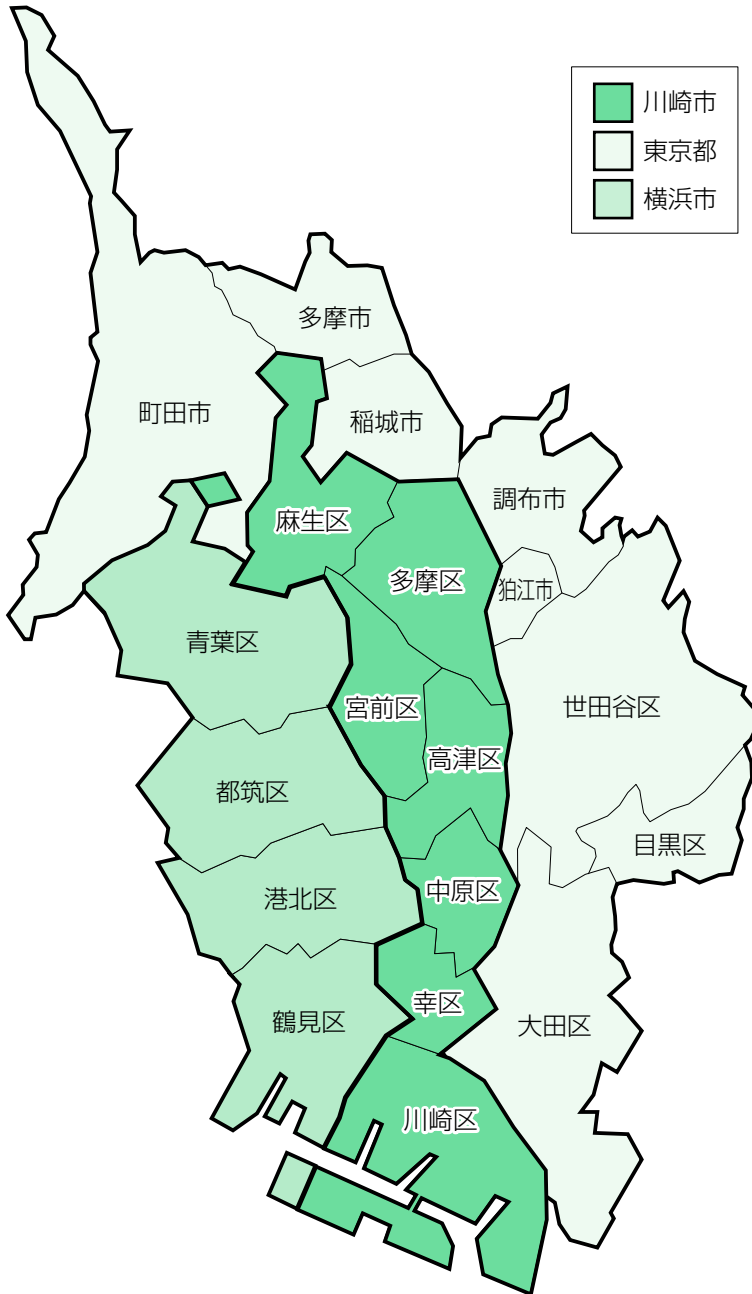 川崎市
東京都
横浜市
多摩市
町田市
稲城市
調布市
麻生区
多摩区
狛江市
青葉区
宮前区
世田谷区
高津区
都筑区
目黒区
中原区
港北区
幸区
鶴見区
大田区
川崎区